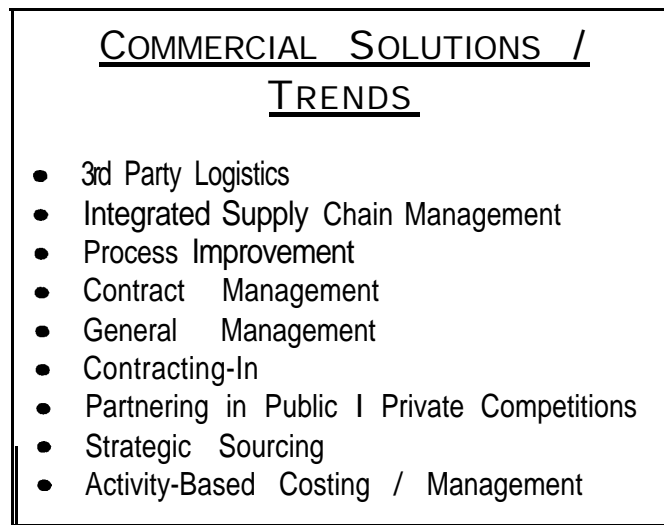 COMMERCIAL SOLUTIONS /
TRENDS
• 3rd Party Logistics
• Integrated Supply Chain Management
• Process Improvement
• Contract Management
• General Management
• Contracting-In
• Partnering in Public I Private Competitions
• Strategic Sourcing
• Activity-Based Costing / Management